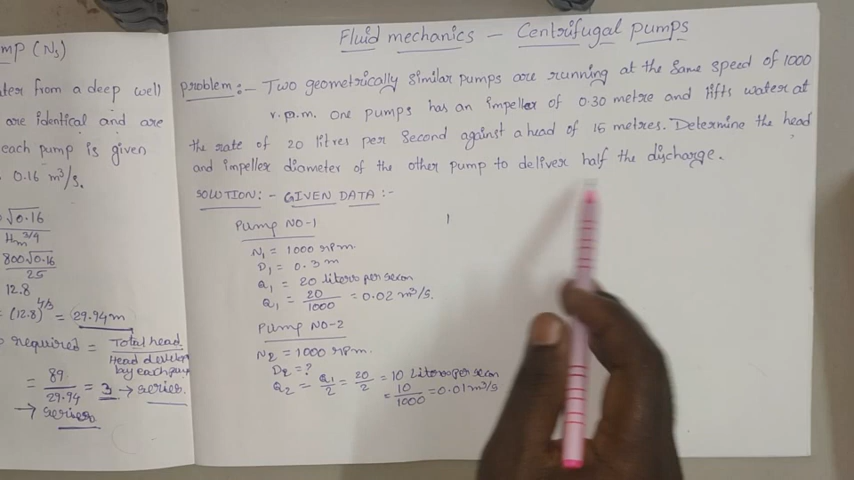 Fluid mechanics - Centrifugal pumps
problem:- Two geometrically similar pumps are running at the same speed of 1000
r.p.m. one pumps has an impeller of 0.30 metre and lifts water at
the rate of 20 litres per second against a head of 15 metres. Determine the head
and impeller diameter of the other pump to deliver half the discharge.
SOLUTION:- GIVEN DATA:-
Pump NO-1
N1 = 1000 rpm.
D1 = 0.3 m
Q1 = 20 liters per secon
Q1 = 20/1000 = 0.02 m³/s.
Pump NO-2
N2 = 1000 rpm.
D2 = ?
Q2 = Q1/2 = 20/2 = 10 Liters per secon
= 10/1000 = 0.01 m³/s
mp (Ns)
ater from a deep well
are identical and are
each pump is given
0.16 m³/s.
√0.16
Hm^3/4
800√0.16
25
12.8
= (12.8)^4/3 = 29.94m
required = Total head
Head develop
by each pump
= 89/29.94 = 3 → series.
→ series